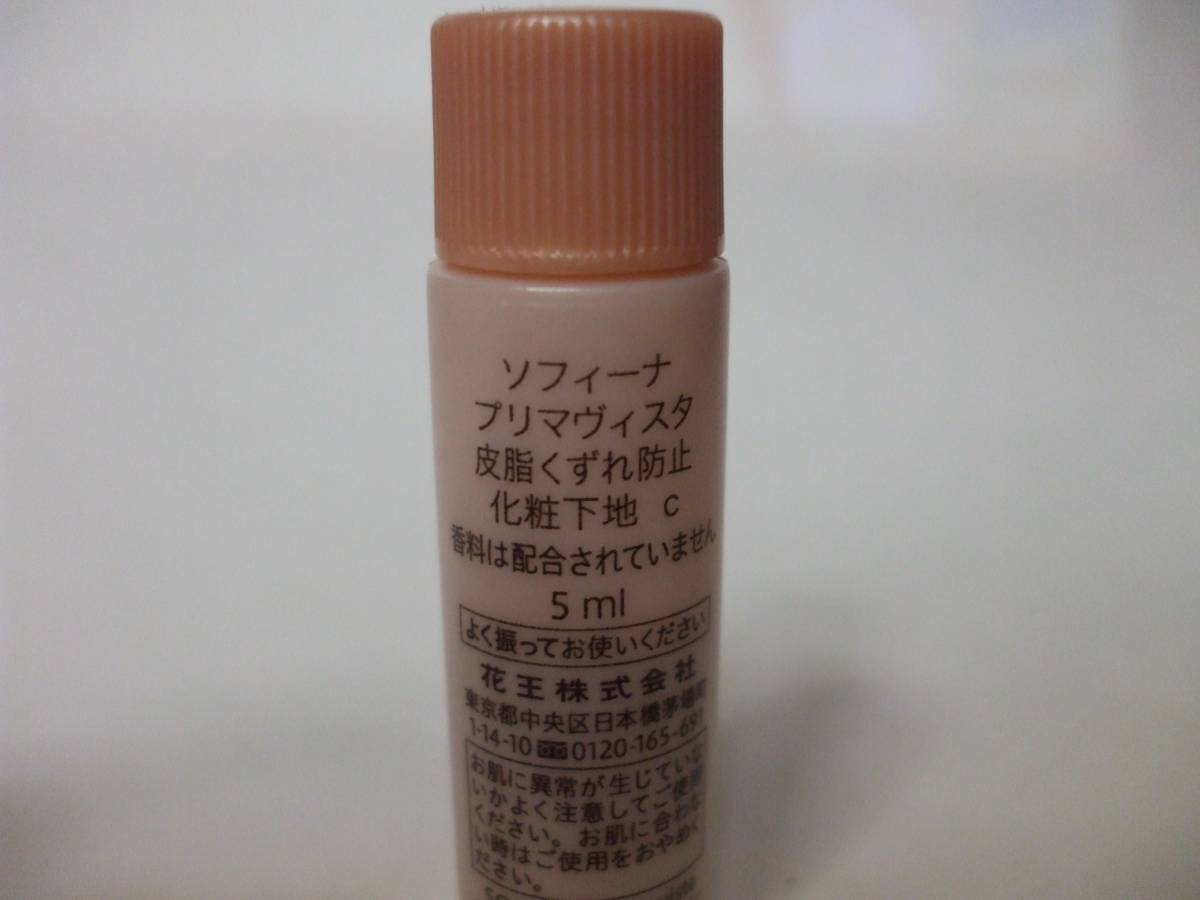 ソフィーナ
プリマヴィスタ
皮脂くずれ防止
化粧下地 c
香料は配合されていません
5 ml
よく振ってお使いください
花王株式会社
東京都中央区日本橋茅場町
1-14-10 0120-165-691
お肌に異常が生じていな
いかよく注意してご使用
ください。お肌に合わな
い時はご使用をおやめく
ださい。